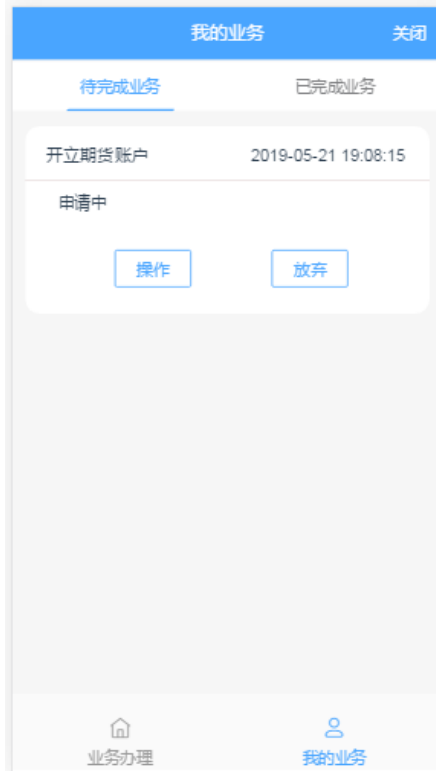 我的业务 关闭
待完成业务 已完成业务
开立期货账户 2019-05-21 19:08:15
申请中
操作 放弃
业务办理 我的业务